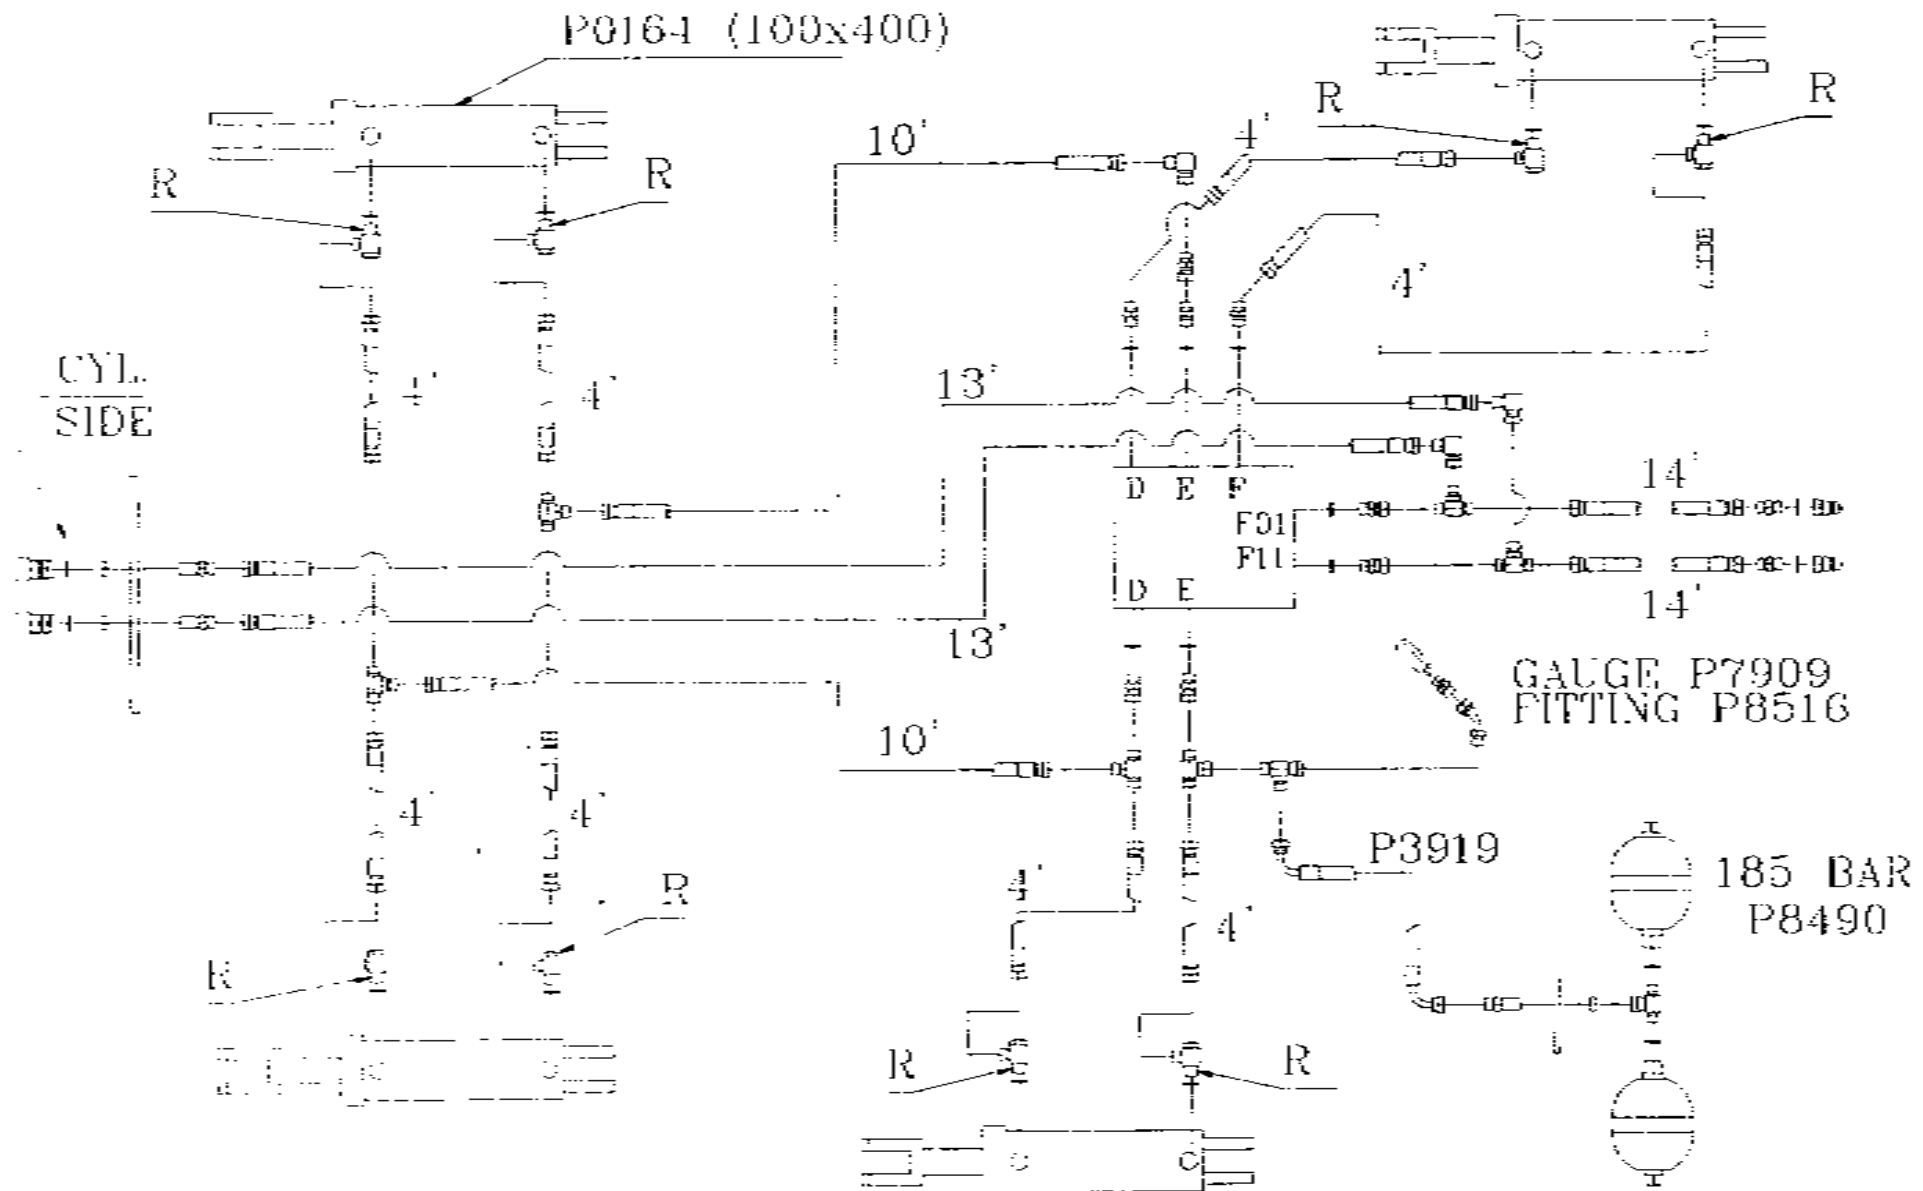 P0164 (100x400)
R
R
10'
4'
R
R
R
4'
CYL.
SIDE
4'
4'
13'
D E F
14'
F01
F11
D E
14'
13'
GAUGE P7909
FITTING P8516
10'
4'
4'
P3919
185 BAR
P8490
R
4'
4'
R
R
R